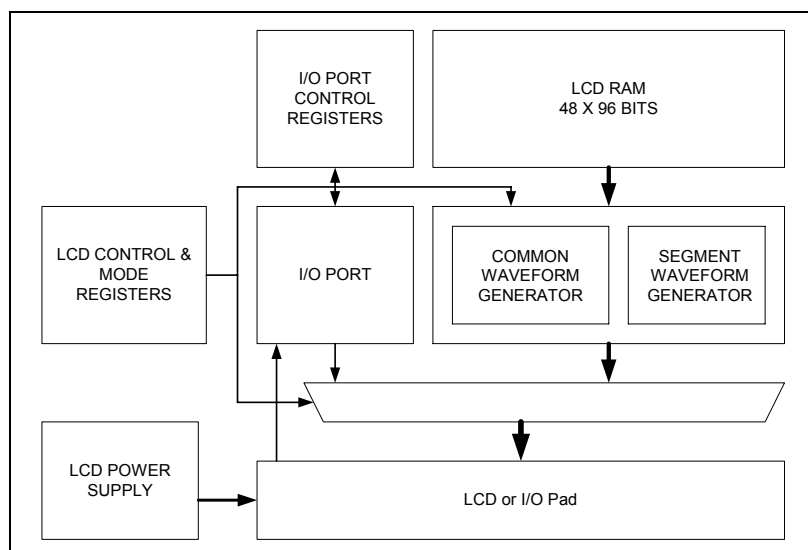 I/O PORT
CONTROL
REGISTERS
LCD RAM
48 X 96 BITS
LCD CONTROL &
MODE
REGISTERS
I/O PORT
COMMON
WAVEFORM
GENERATOR
SEGMENT
WAVEFORM
GENERATOR
LCD POWER
SUPPLY
LCD or I/O Pad